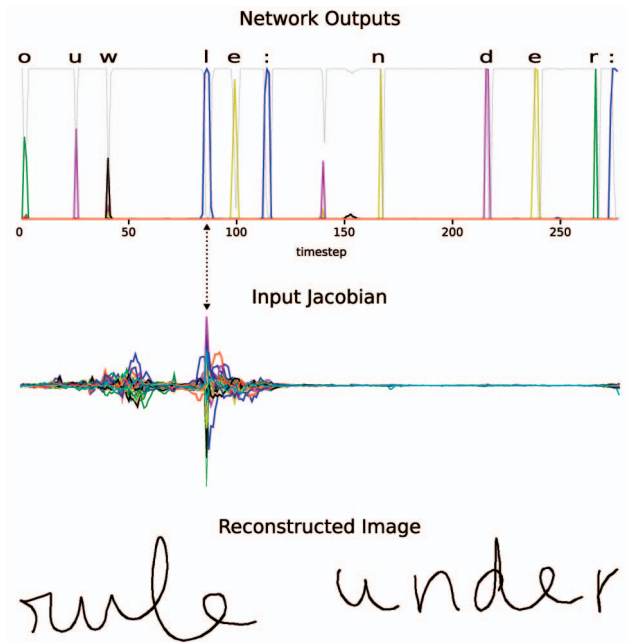 Network Outputs
o u w l e : n d e r :
0 50 100 150 200 250
timestep
Input Jacobian
Reconstructed Image
rule under